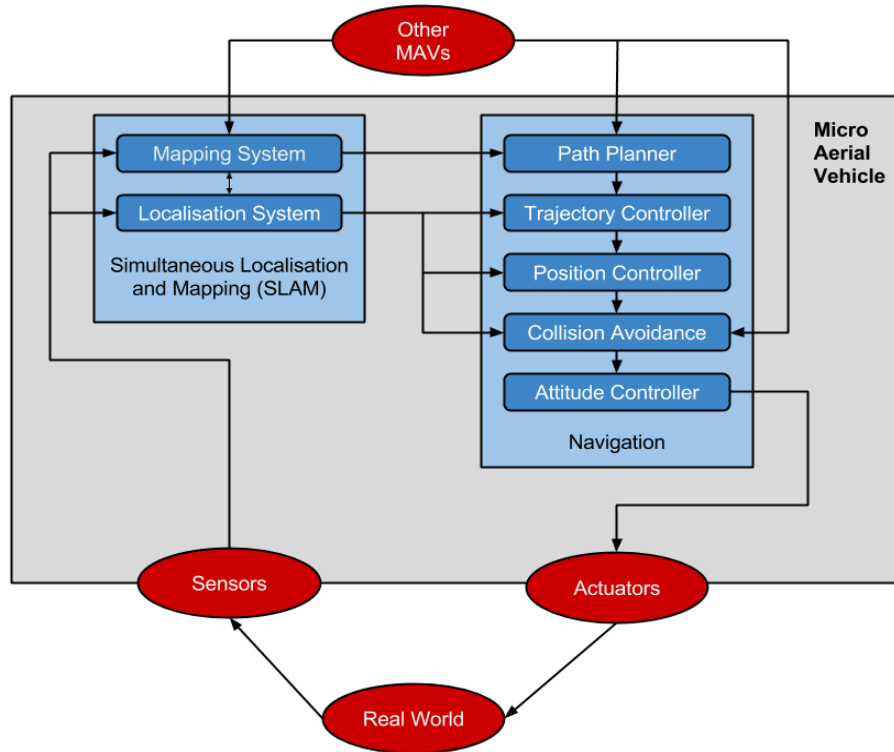 Other
MAVs
Micro
Aerial
Vehicle
Mapping System
Localisation System
Simultaneous Localisation
and Mapping (SLAM)
Path Planner
Trajectory Controller
Position Controller
Collision Avoidance
Attitude Controller
Navigation
Sensors
Actuators
Real World